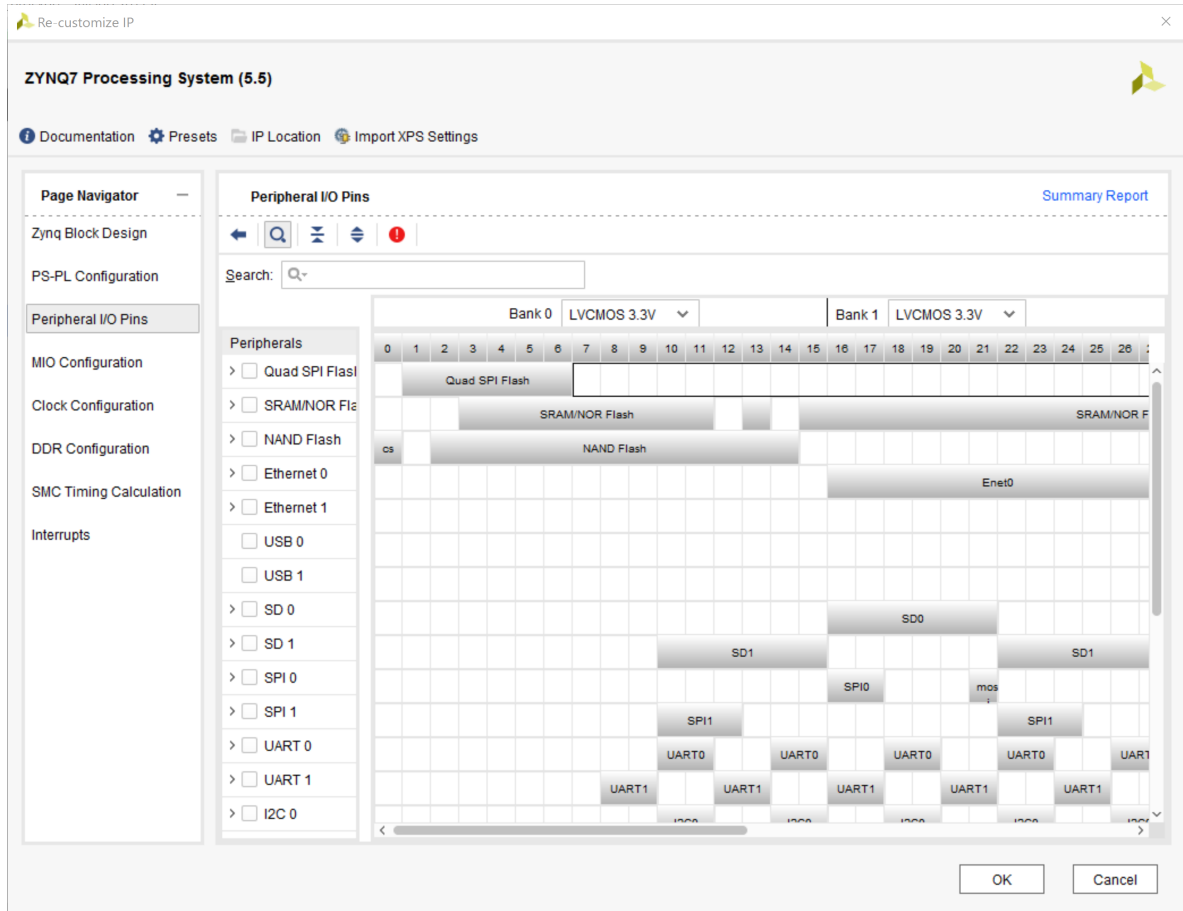 Re-customize IP
ZYNQ7 Processing System (5.5)
Documentation Presets IP Location Import XPS Settings
Page Navigator
Zynq Block Design
PS-PL Configuration
Peripheral I/O Pins
MIO Configuration
Clock Configuration
DDR Configuration
SMC Timing Calculation
Interrupts
Peripheral I/O Pins
Summary Report
Search:
Bank 0 LVCMOS 3.3V Bank 1 LVCMOS 3.3V
Peripherals
0 1 2 3 4 5 6 7 8 9 10 11 12 13 14 15 16 17 18 19 20 21 22 23 24 25 26
Quad SPI Flash Quad SPI Flash
SRAM/NOR Fla SRAM/NOR Flash SRAM/NOR F
NAND Flash cs NAND Flash
Ethernet 0 Enet0
Ethernet 1
USB 0
USB 1
SD 0 SD0
SD 1 SD1 SD1
SPI 0 SPI0 mosi
SPI 1 SPI1 SPI1
UART 0 UART0 UART0 UART0 UART0 UART
UART 1 UART1 UART1 UART1 UART1 UART1
I2C 0
OK Cancel